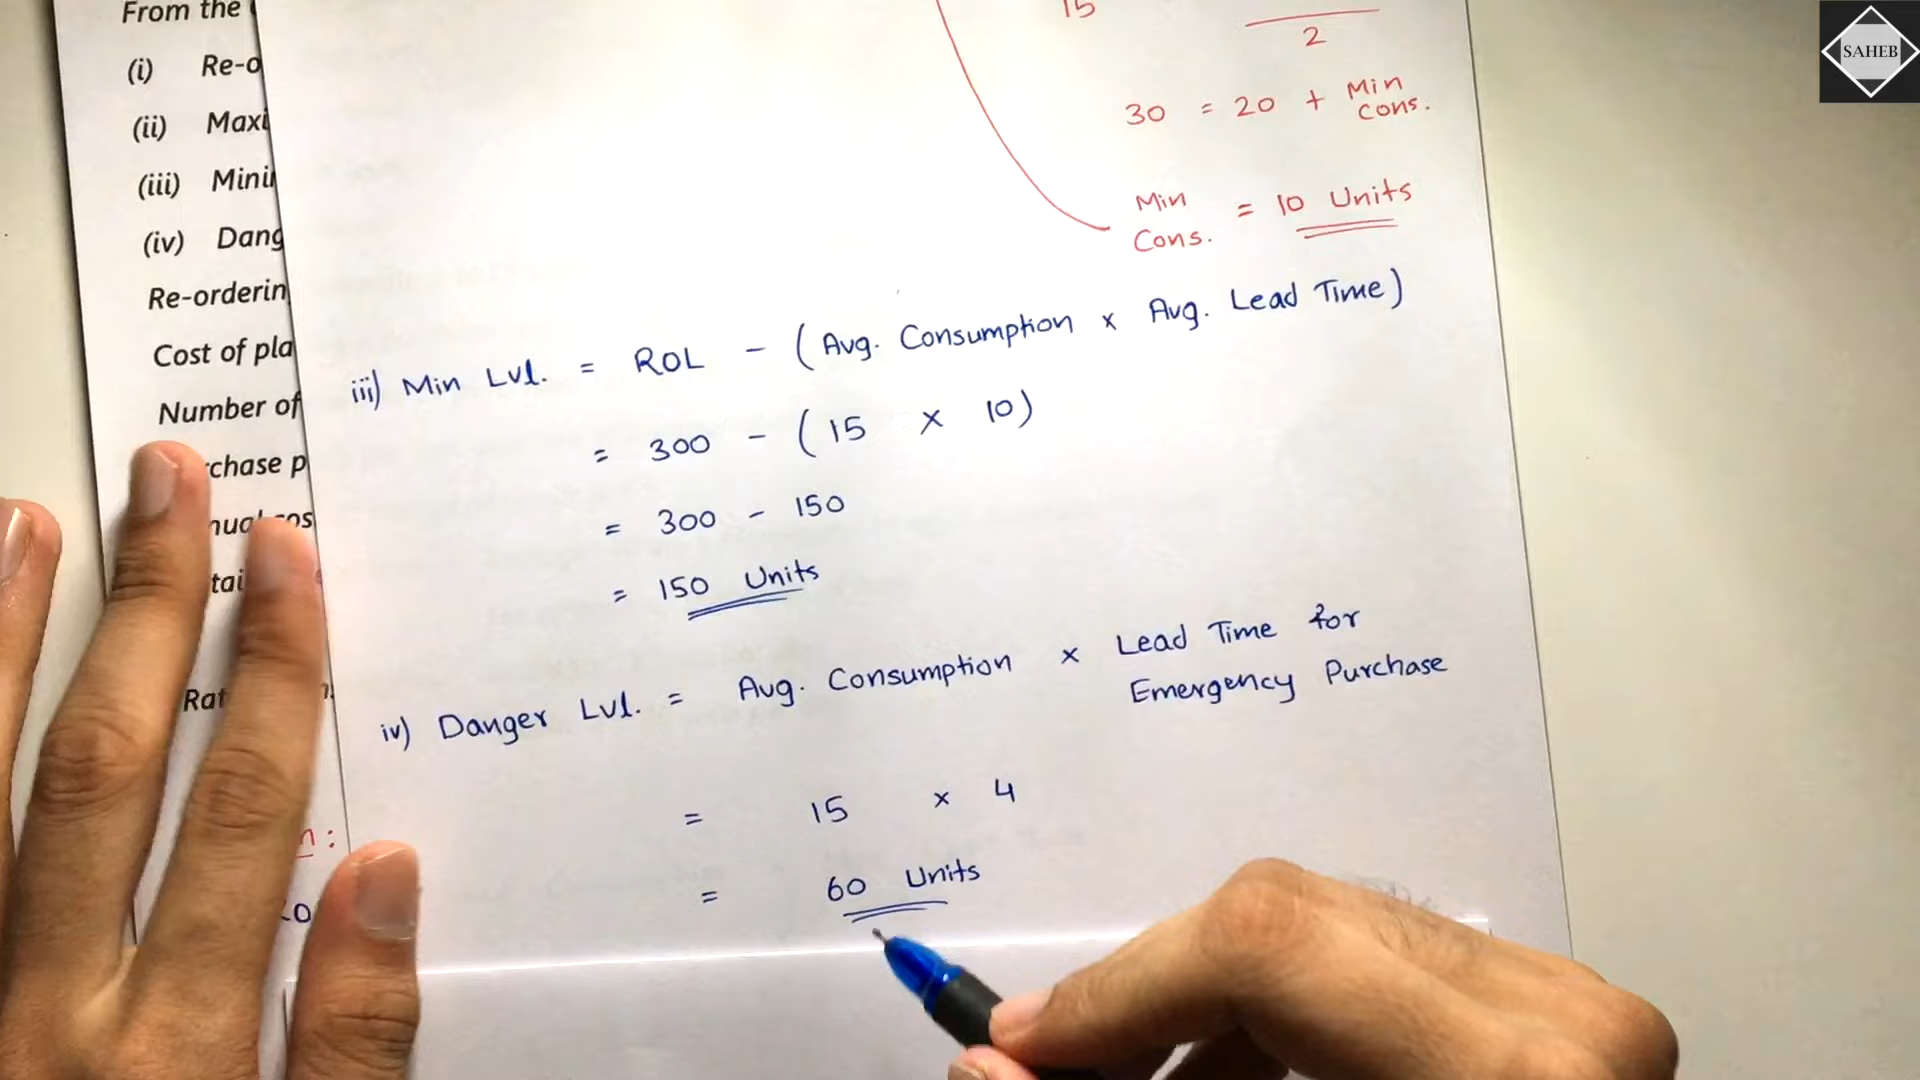 From the
(i) Re-o
(ii) Maxi
(iii) Mini
(iv) Dang
Re-orderin
Cost of pla
Number of
chase p
nual cos
tai
Rat
n:
15
2
30 = 20 + Min Cons.
Min Cons. = 10 Units
iii) Min Lvl. = ROL - (Avg. Consumption x Avg. Lead Time)
= 300 - (15 x 10)
= 300 - 150
= 150 Units
iv) Danger Lvl. = Avg. Consumption x Lead Time for
Emergency Purchase
= 15 x 4
= 60 Units
SAHEB